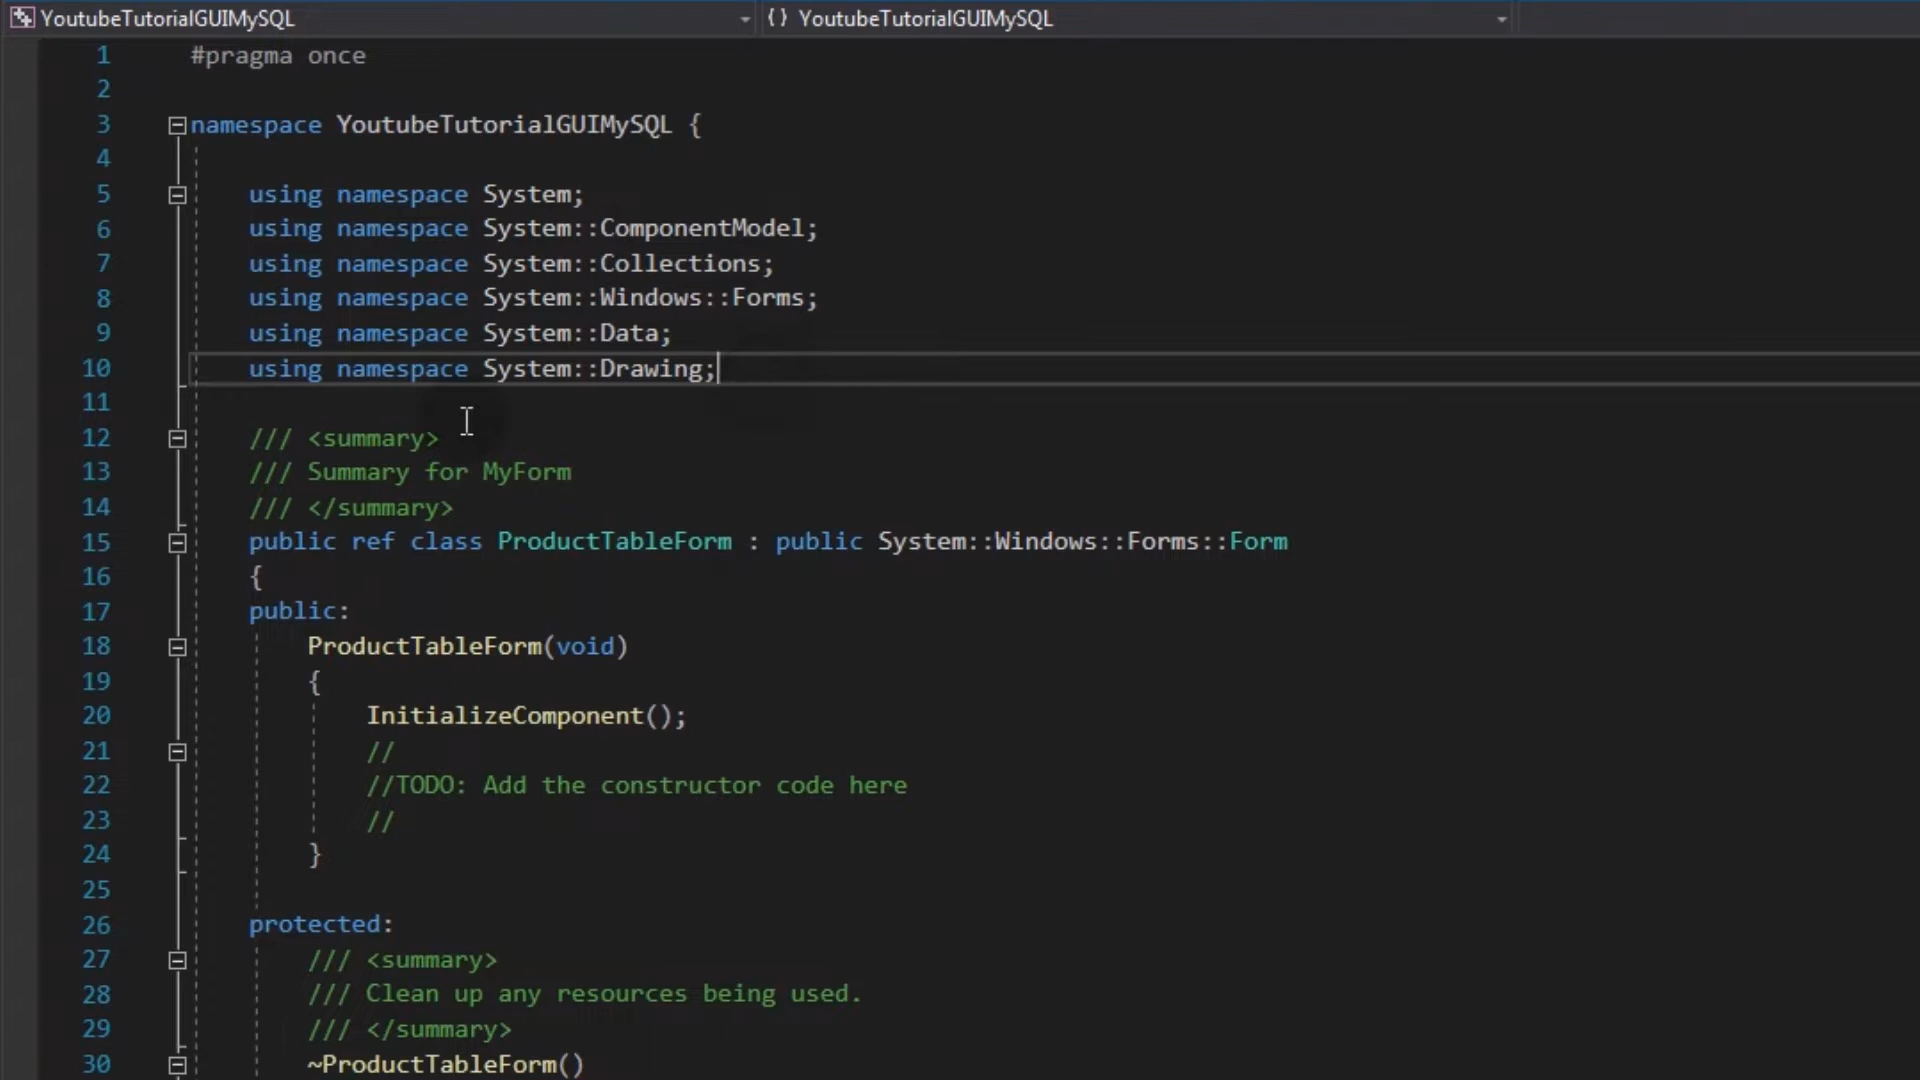 YoutubeTutorialGUIMySQL {} YoutubeTutorialGUIMySQL
1 #pragma once
2
3 namespace YoutubeTutorialGUIMySQL {
4
5 using namespace System;
6 using namespace System::ComponentModel;
7 using namespace System::Collections;
8 using namespace System::Windows::Forms;
9 using namespace System::Data;
10 using namespace System::Drawing;
11
12 /// <summary>
13 /// Summary for MyForm
14 /// </summary>
15 public ref class ProductTableForm : public System::Windows::Forms::Form
16 {
17 public:
18 ProductTableForm(void)
19 {
20 InitializeComponent();
21 //
22 //TODO: Add the constructor code here
23 //
24 }
25
26 protected:
27 /// <summary>
28 /// Clean up any resources being used.
29 /// </summary>
30 ~ProductTableForm()